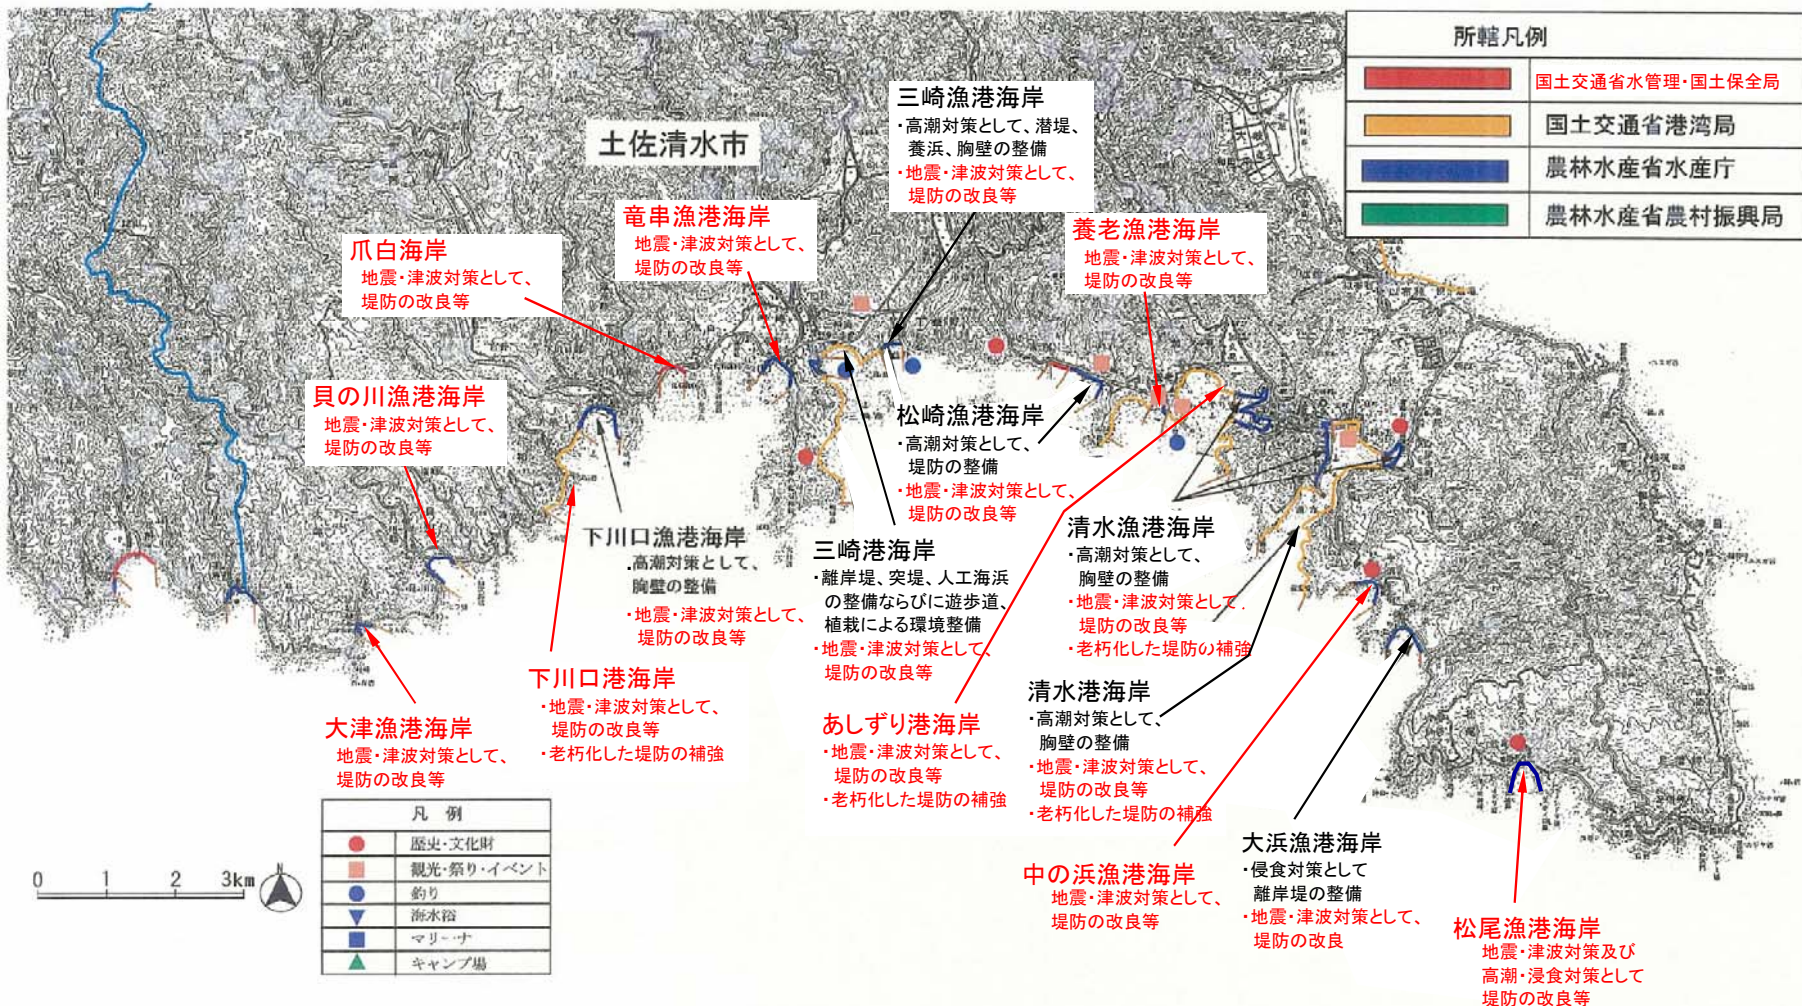 所轄凡例
国土交通省水管理・国土保全局
国土交通省港湾局
農林水産省水産庁
農林水産省農村振興局
土佐清水市
三崎漁港海岸
・高潮対策として、潜堤、
養浜、胸壁の整備
・地震・津波対策として、
堤防の改良等
竜串漁港海岸
地震・津波対策として、
堤防の改良等
養老漁港海岸
地震・津波対策として、
堤防の改良等
爪白海岸
地震・津波対策として、
堤防の改良等
貝の川漁港海岸
地震・津波対策として、
堤防の改良等
松崎漁港海岸
・高潮対策として、
堤防の整備
・地震・津波対策として、
堤防の改良等
下川口漁港海岸
・高潮対策として、
胸壁の整備
・地震・津波対策として、
堤防の改良等
三崎港海岸
・離岸堤、突堤、人工海浜
の整備ならびに遊歩道、
植栽による環境整備
・地震・津波対策として、
堤防の改良等
清水漁港海岸
・高潮対策として、
胸壁の整備
・地震・津波対策として、
堤防の改良等
・老朽化した堤防の補強
下川口港海岸
・地震・津波対策として、
堤防の改良等
・老朽化した堤防の補強
大津漁港海岸
地震・津波対策として、
堤防の改良等
あしずり港海岸
・地震・津波対策として、
堤防の改良等
・老朽化した堤防の補強
清水港海岸
・高潮対策として、
胸壁の整備
・地震・津波対策として、
堤防の改良等
・老朽化した堤防の補強
中の浜漁港海岸
地震・津波対策として、
堤防の改良等
大浜漁港海岸
・侵食対策として
離岸堤の整備
・地震・津波対策として、
堤防の改良
松尾漁港海岸
地震・津波対策及び
高潮・浸食対策として
堤防の改良等
凡 例
歴史・文化財
観光・祭り・イベント
釣り
海水浴
マリーナ
キャンプ場
0 1 2 3km
N